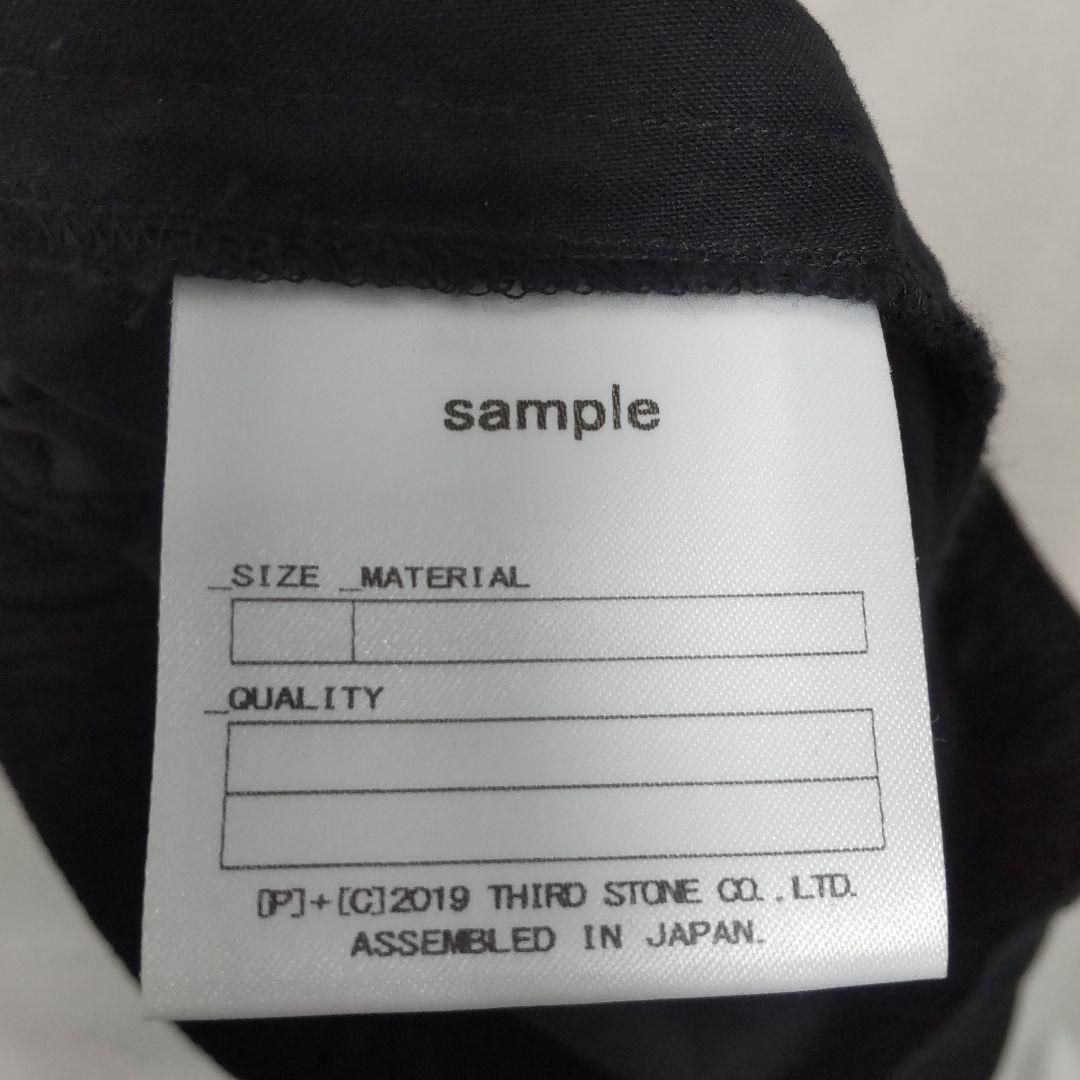 sample
_SIZE _MATERIAL
_QUALITY
[P]+[C]2019 THIRD STONE CO.,LTD.
ASSEMBLED IN JAPAN.